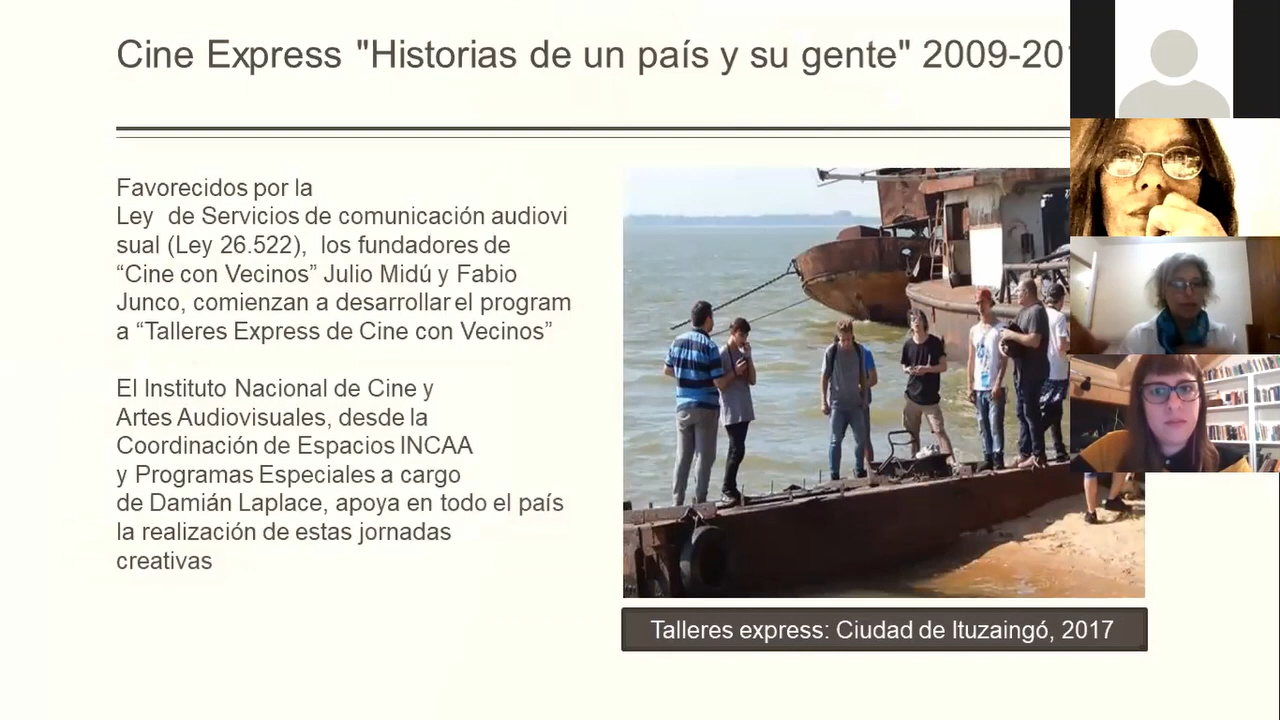 Cine Express "Historias de un país y su gente" 2009-20
Favorecidos por la
Ley de Servicios de comunicación audiovi
sual (Ley 26.522), los fundadores de
“Cine con Vecinos” Julio Midú y Fabio
Junco, comienzan a desarrollar el program
a “Talleres Express de Cine con Vecinos”
El Instituto Nacional de Cine y
Artes Audiovisuales, desde la
Coordinación de Espacios INCAA
y Programas Especiales a cargo
de Damián Laplace, apoya en todo el país
la realización de estas jornadas
creativas
Talleres express: Ciudad de Ituzaingó, 2017